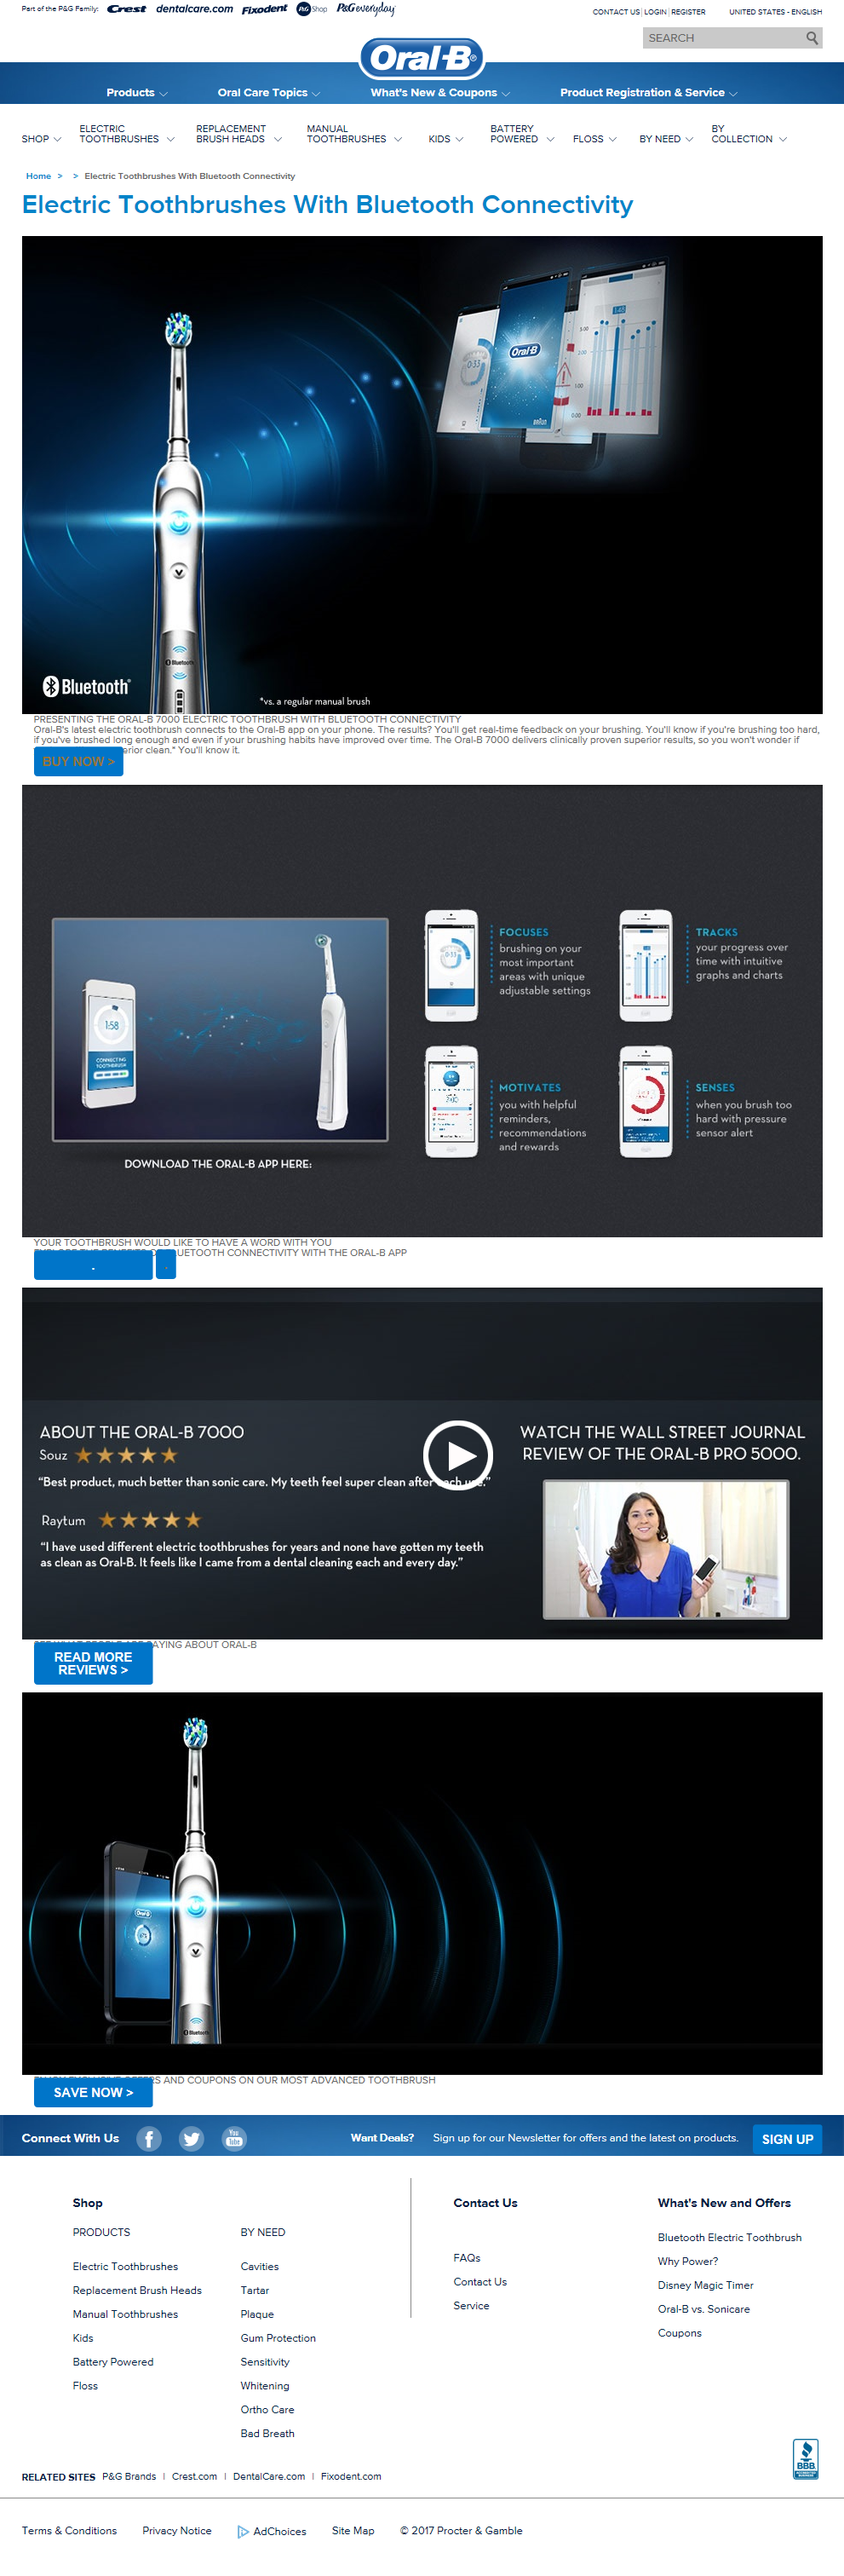 Part of the P&G Family: Crest dentalcare.com Fixodent P&G Shop P&G everyday
CONTACT US | LOGIN | REGISTER UNITED STATES - ENGLISH
SEARCH
Oral-B
Products Oral Care Topics What's New & Coupons Product Registration & Service
SHOP ELECTRIC TOOTHBRUSHES REPLACEMENT BRUSH HEADS MANUAL TOOTHBRUSHES KIDS BATTERY POWERED FLOSS BY NEED BY COLLECTION
Home > > Electric Toothbrushes With Bluetooth Connectivity
Electric Toothbrushes With Bluetooth Connectivity
0:33
Oral-B
BRAUN
Bluetooth
Bluetooth®
*vs. a regular manual brush
PRESENTING THE ORAL-B 7000 ELECTRIC TOOTHBRUSH WITH BLUETOOTH CONNECTIVITY
Oral-B's latest electric toothbrush connects to the Oral-B app on your phone. The results? You'll get real-time feedback on your brushing. You'll know if you're brushing too hard,
if you've brushed long enough and even if your brushing habits have improved over time. The Oral-B 7000 delivers clinically proven superior results, so you won't wonder if
erior clean.* You'll know it.
BUY NOW >
FOCUSES
brushing on your
most important
areas with unique
adjustable settings
TRACKS
your progress over
time with intuitive
graphs and charts
1:58
CONNECTING
TOOTHBRUSH
MOTIVATES
you with helpful
reminders,
recommendations
and rewards
SENSES
when you brush too
hard with pressure
sensor alert
DOWNLOAD THE ORAL-B APP HERE:
YOUR TOOTHBRUSH WOULD LIKE TO HAVE A WORD WITH YOU
UETOOTH CONNECTIVITY WITH THE ORAL-B APP
ABOUT THE ORAL-B 7000
Souz
"Best product, much better than sonic care. My teeth feel super clean after each use."
Raytum
"I have used different electric toothbrushes for years and none have gotten my teeth
as clean as Oral-B. It feels like I came from a dental cleaning each and every day."
WATCH THE WALL STREET JOURNAL
REVIEW OF THE ORAL-B PRO 5000.
AYING ABOUT ORAL-B
READ MORE
REVIEWS >
Oral-B
Bluetooth
RS AND COUPONS ON OUR MOST ADVANCED TOOTHBRUSH
SAVE NOW >
Connect With Us You Tube Want Deals? Sign up for our Newsletter for offers and the latest on products. SIGN UP
Shop
PRODUCTS
Electric Toothbrushes
Replacement Brush Heads
Manual Toothbrushes
Kids
Battery Powered
Floss
BY NEED
Cavities
Tartar
Plaque
Gum Protection
Sensitivity
Whitening
Ortho Care
Bad Breath
Contact Us
FAQs
Contact Us
Service
What's New and Offers
Bluetooth Electric Toothbrush
Why Power?
Disney Magic Timer
Oral-B vs. Sonicare
Coupons
BBB
RELATED SITES P&G Brands | Crest.com | DentalCare.com | Fixodent.com
Terms & Conditions Privacy Notice AdChoices Site Map © 2017 Procter & Gamble